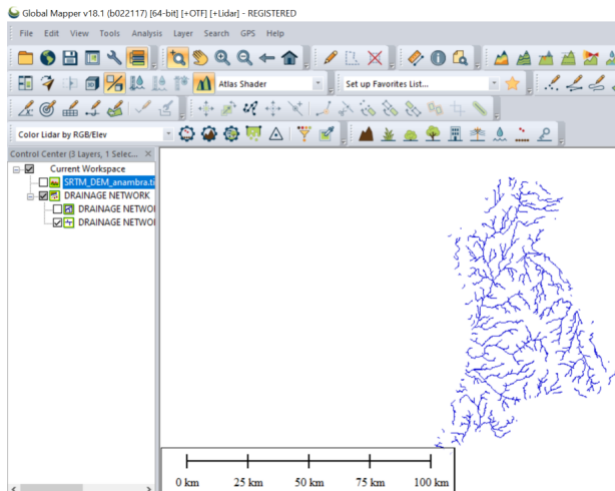 Global Mapper v18.1 (b022117) [64-bit] [+OTF] [+Lidar] - REGISTERED
File Edit View Tools Analysis Layer Search GPS Help
Atlas Shader Set up Favorites List...
Color Lidar by RGB/Elev
Control Center (3 Layers, 1 Selec...
Current Workspace
SRTM_DEM_anambra.ti
DRAINAGE NETWORK
DRAINAGE NETWO
DRAINAGE NETWO
0 km 25 km 50 km 75 km 100 km